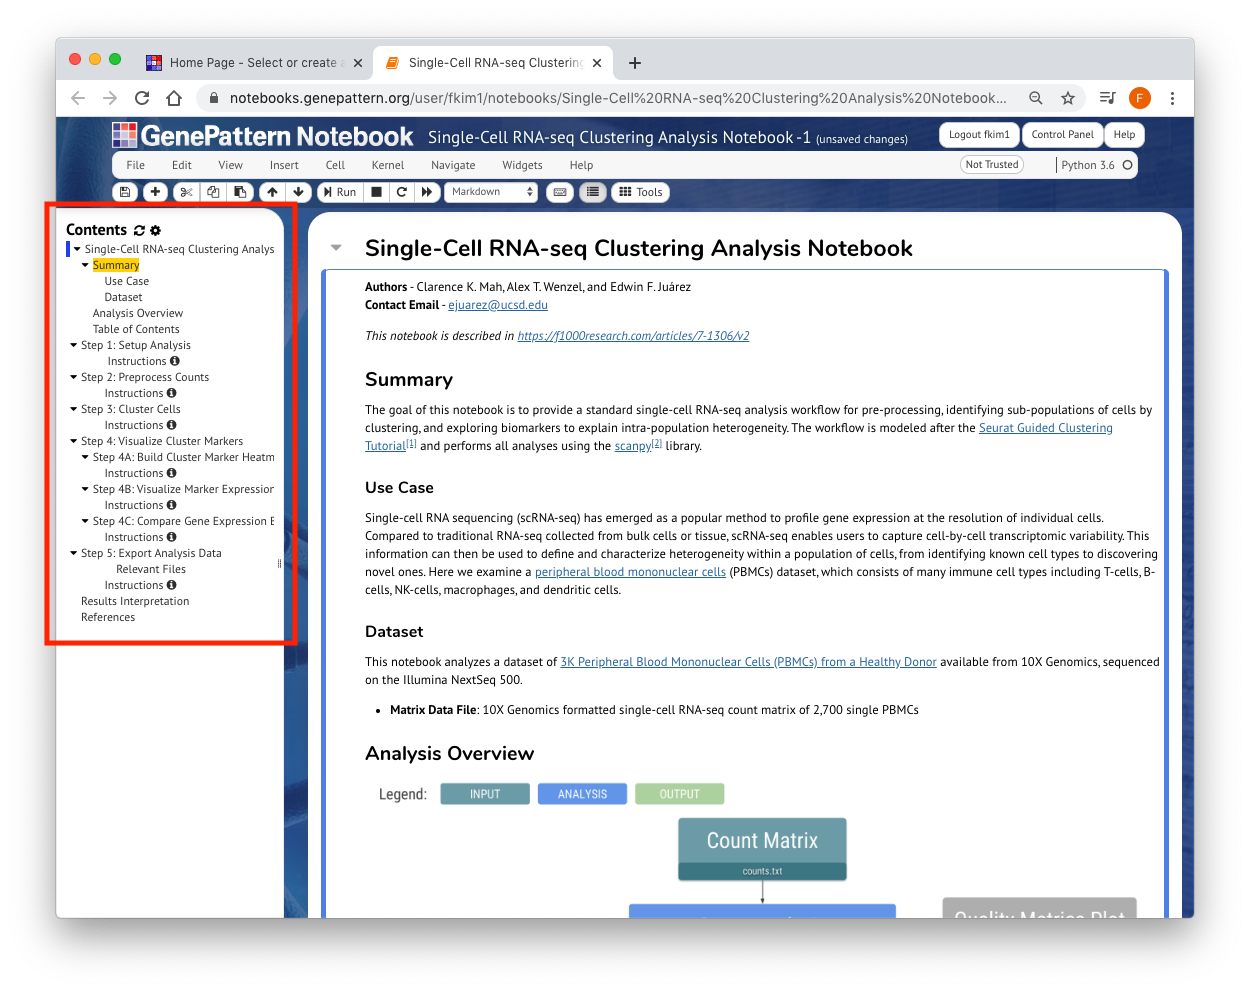 Home Page - Select or create a
Single-Cell RNA-seq Clustering
notebooks.genepattern.org/user/fkim1/notebooks/Single-Cell%20RNA-seq%20Clustering%20Analysis%20Notebook...
F
GenePattern Notebook Single-Cell RNA-seq Clustering Analysis Notebook -1 (unsaved changes)
Logout fkim1 Control Panel Help
File Edit View Insert Cell Kernel Navigate Widgets Help
Not Trusted Python 3.6
Run Markdown Tools
Contents
Single-Cell RNA-seq Clustering Analys
Summary
Use Case
Dataset
Analysis Overview
Table of Contents
Step 1: Setup Analysis
Instructions
Step 2: Preprocess Counts
Instructions
Step 3: Cluster Cells
Instructions
Step 4: Visualize Cluster Markers
Step 4A: Build Cluster Marker Heatm
Instructions
Step 4B: Visualize Marker Expression
Instructions
Step 4C: Compare Gene Expression E
Instructions
Step 5: Export Analysis Data
Relevant Files
Instructions
Results Interpretation
References
Single-Cell RNA-seq Clustering Analysis Notebook
Authors - Clarence K. Mah, Alex T. Wenzel, and Edwin F. Juárez
Contact Email - ejuarez@ucsd.edu
This notebook is described in https://f1000research.com/articles/7-1306/v2
Summary
The goal of this notebook is to provide a standard single-cell RNA-seq analysis workflow for pre-processing, identifying sub-populations of cells by
clustering, and exploring biomarkers to explain intra-population heterogeneity. The workflow is modeled after the Seurat Guided Clustering
Tutorial[1] and performs all analyses using the scanpy[2] library.
Use Case
Single-cell RNA sequencing (scRNA-seq) has emerged as a popular method to profile gene expression at the resolution of individual cells.
Compared to traditional RNA-seq collected from bulk cells or tissue, scRNA-seq enables users to capture cell-by-cell transcriptomic variability. This
information can then be used to define and characterize heterogeneity within a population of cells, from identifying known cell types to discovering
novel ones. Here we examine a peripheral blood mononuclear cells (PBMCs) dataset, which consists of many immune cell types including T-cells, B-
cells, NK-cells, macrophages, and dendritic cells.
Dataset
This notebook analyzes a dataset of 3K Peripheral Blood Mononuclear Cells (PBMCs) from a Healthy Donor available from 10X Genomics, sequenced
on the Illumina NextSeq 500.
• Matrix Data File: 10X Genomics formatted single-cell RNA-seq count matrix of 2,700 single PBMCs
Analysis Overview
Legend: INPUT ANALYSIS OUTPUT
Count Matrix
counts.txt
Quality Metrics Plot